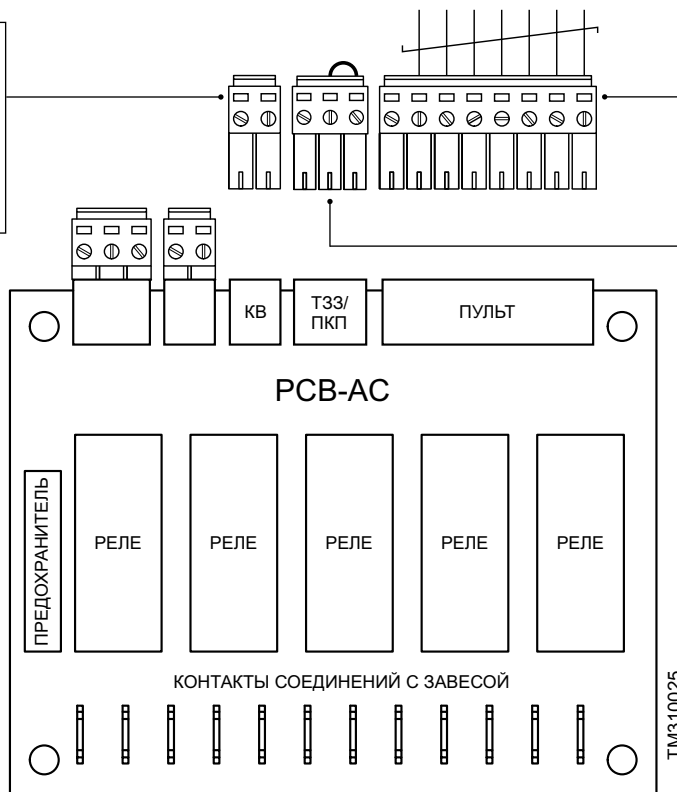 КВ
ТЗЗ/
ПКП
ПУЛЬТ
PCB-AC
ПРЕДОХРАНИТЕЛЬ
РЕЛЕ
РЕЛЕ
РЕЛЕ
РЕЛЕ
РЕЛЕ
КОНТАКТЫ СОЕДИНЕНИЙ С ЗАВЕСОЙ
TM310025